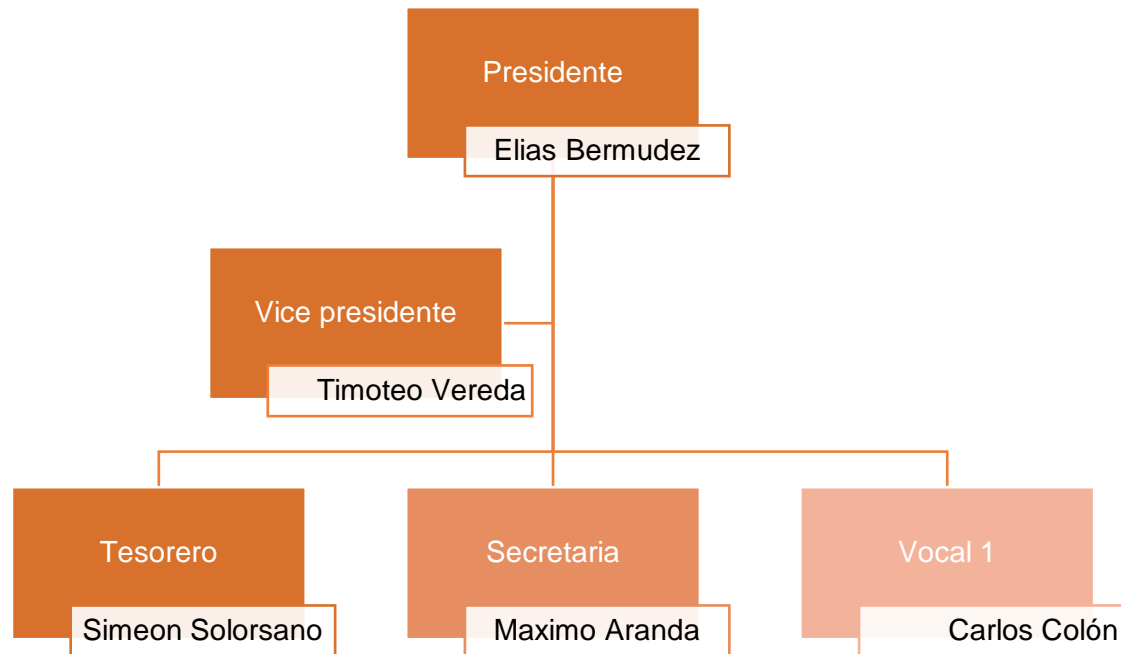 Presidente
Elias Bermudez
Vice presidente
Timoteo Vereda
Tesorero
Simeon Solorsano
Secretaria
Maximo Aranda
Vocal 1
Carlos Colón